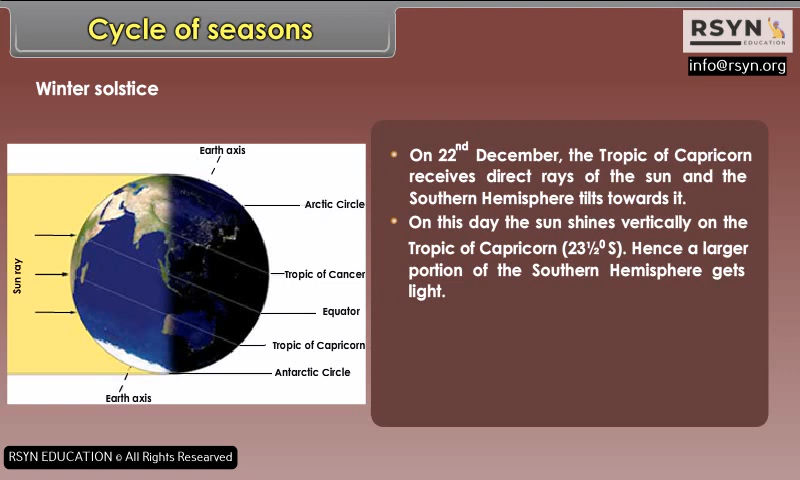 Cycle of seasons
RSYN
EDUCATION
info@rsyn.org
Winter solstice
Earth axis
Arctic Circle
Sun ray
Tropic of Cancer
Equator
Tropic of Capricorn
Antarctic Circle
Earth axis
• On 22nd December, the Tropic of Capricorn
receives direct rays of the sun and the
Southern Hemisphere tilts towards it.
• On this day the sun shines vertically on the
Tropic of Capricorn (23½⁰ S). Hence a larger
portion of the Southern Hemisphere gets
light.
RSYN EDUCATION © All Rights Researved